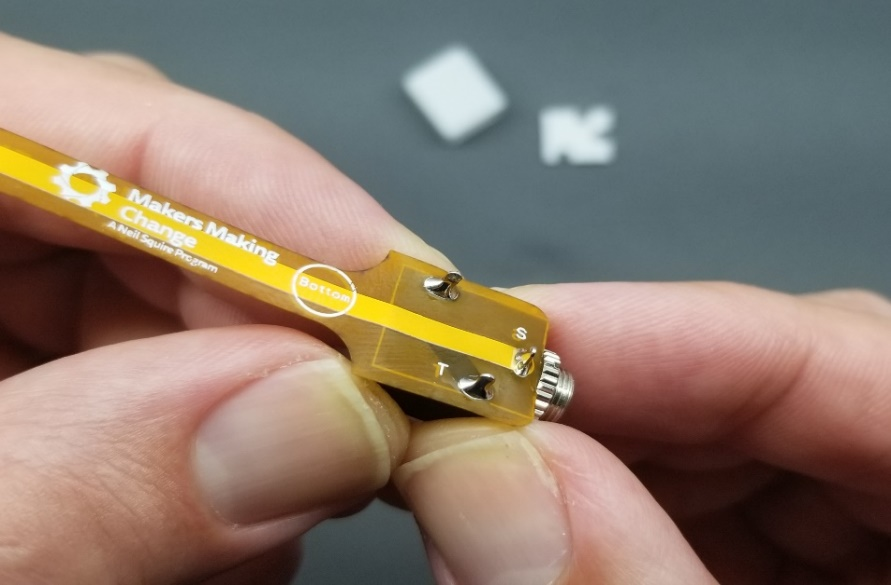 Makers Making
Change
A Neil Squire Program
Bottom
S
T